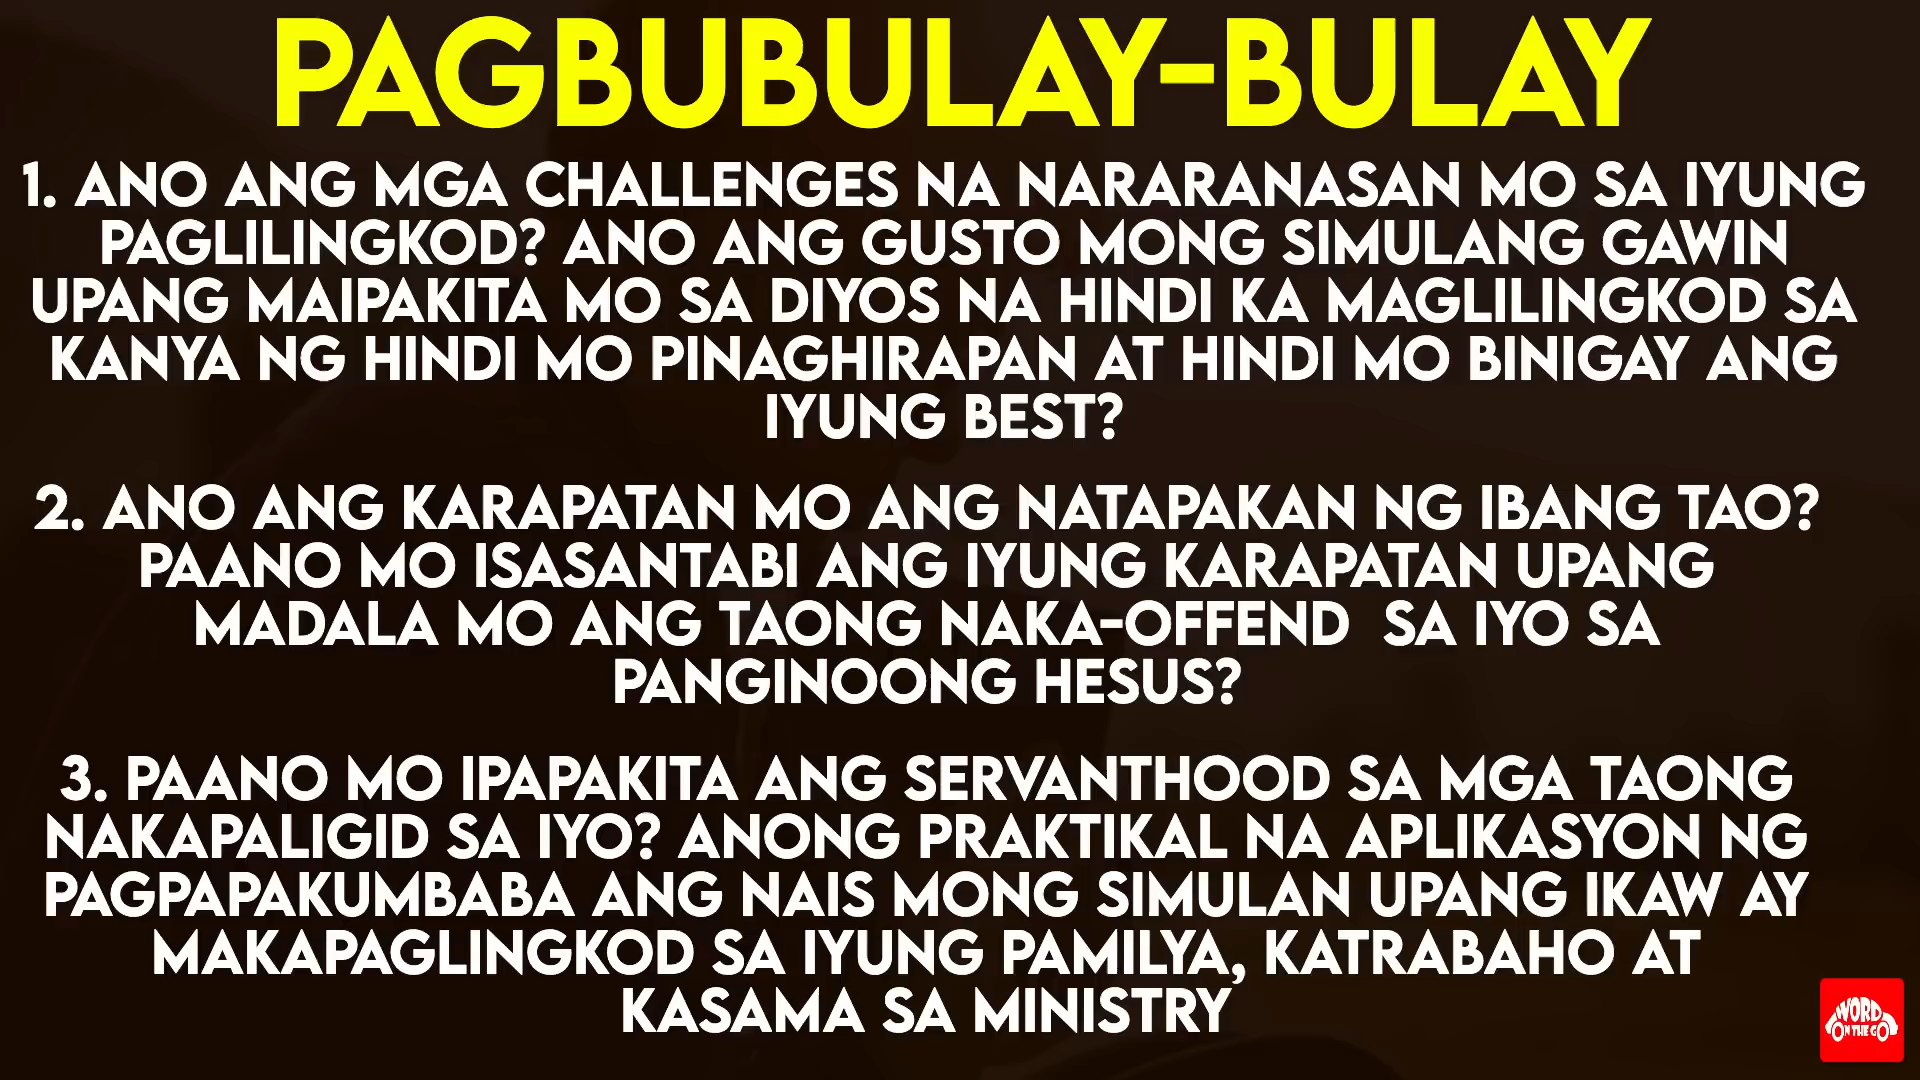 PAGBUBULAY-BULAY
1. ANO ANG MGA CHALLENGES NA NARARANASAN MO SA IYUNG
PAGLILINGKOD? ANO ANG GUSTO MONG SIMULANG GAWIN
UPANG MAIPAKITA MO SA DIYOS NA HINDI KA MAGLILINGKOD SA
KANYA NG HINDI MO PINAGHIRAPAN AT HINDI MO BINIGAY ANG
IYUNG BEST?
2. ANO ANG KARAPATAN MO ANG NATAPAKAN NG IBANG TAO?
PAANO MO ISASANTABI ANG IYUNG KARAPATAN UPANG
MADALA MO ANG TAONG NAKA-OFFEND SA IYO SA
PANGINOONG HESUS?
3. PAANO MO IPAPAKITA ANG SERVANTHOOD SA MGA TAONG
NAKAPALIGID SA IYO? ANONG PRAKTIKAL NA APLIKASYON NG
PAGPAPAKUMBABA ANG NAIS MONG SIMULAN UPANG IKAW AY
MAKAPAGLINGKOD SA IYUNG PAMILYA, KATRABAHO AT
KASAMA SA MINISTRY
WORD
ON THE GO